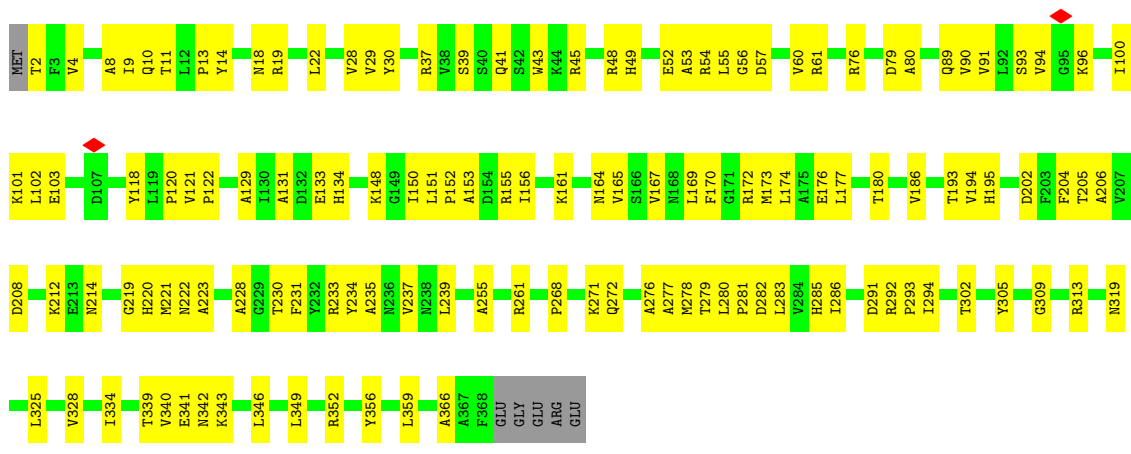 MET T2 F3 V4 A8 I9 Q10 T11 L12 P13 Y14 N18 R19 L22 V28 V29 Y30 R37 V38 S39 S40 Q41 S42 W43 K44 R45 R48 H49 E52 A53 R54 L55 G56 D57 V60 R61 R76 D79 A80 Q89 V90 V91 L92 S93 V94 G95 K96 I100
K101 L102 E103 D107 Y118 L119 P120 V121 P122 A129 I130 A131 D132 E133 H134 K148 G149 I150 L151 P152 A153 D154 R155 I156 K161 N164 V165 S166 V167 N168 L169 F170 G171 R172 M173 L174 A175 E176 L177 T180 V186 T193 V194 H195 D202 F203 F204 T205 A206 V207
D208 K212 E213 N214 G219 H220 M221 N222 A223 A228 G229 T230 F231 Y232 R233 Y234 A235 N236 V237 N238 L239 A255 R261 P268 K271 Q272 A276 A277 M278 T279 L280 P281 D282 L283 V284 H285 I286 D291 R292 P293 I294 T302 Y305 G309 R313 N319
L325 V328 I334 T339 V340 E341 N342 K343 L346 L349 R352 Y356 L359 A366 A367 F368 GLU GLY GLU ARG GLU